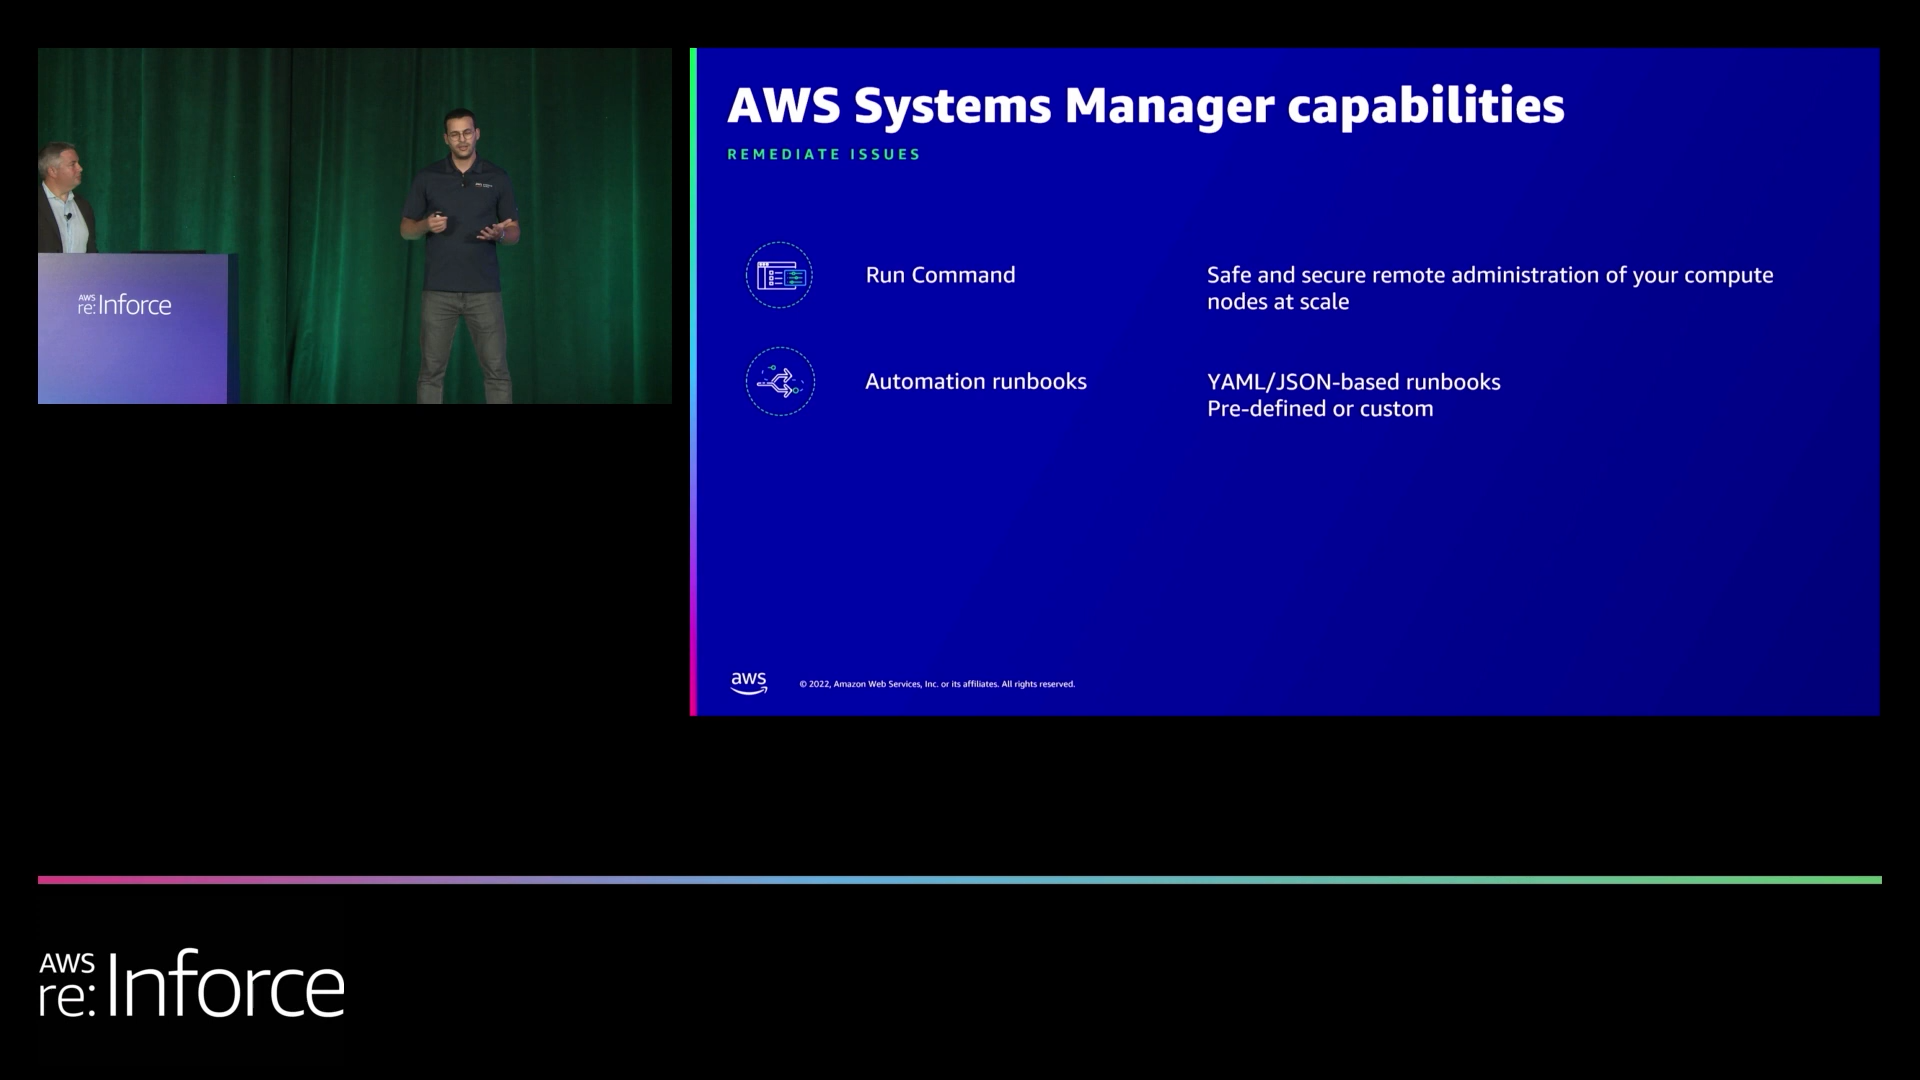 AWS
re:Inforce
AWS Systems Manager capabilities
REMEDIATE ISSUES
Run Command
Safe and secure remote administration of your compute
nodes at scale
Automation runbooks
YAML/JSON-based runbooks
Pre-defined or custom
aws
© 2022, Amazon Web Services, Inc. or its affiliates. All rights reserved.
AWS
re:Inforce